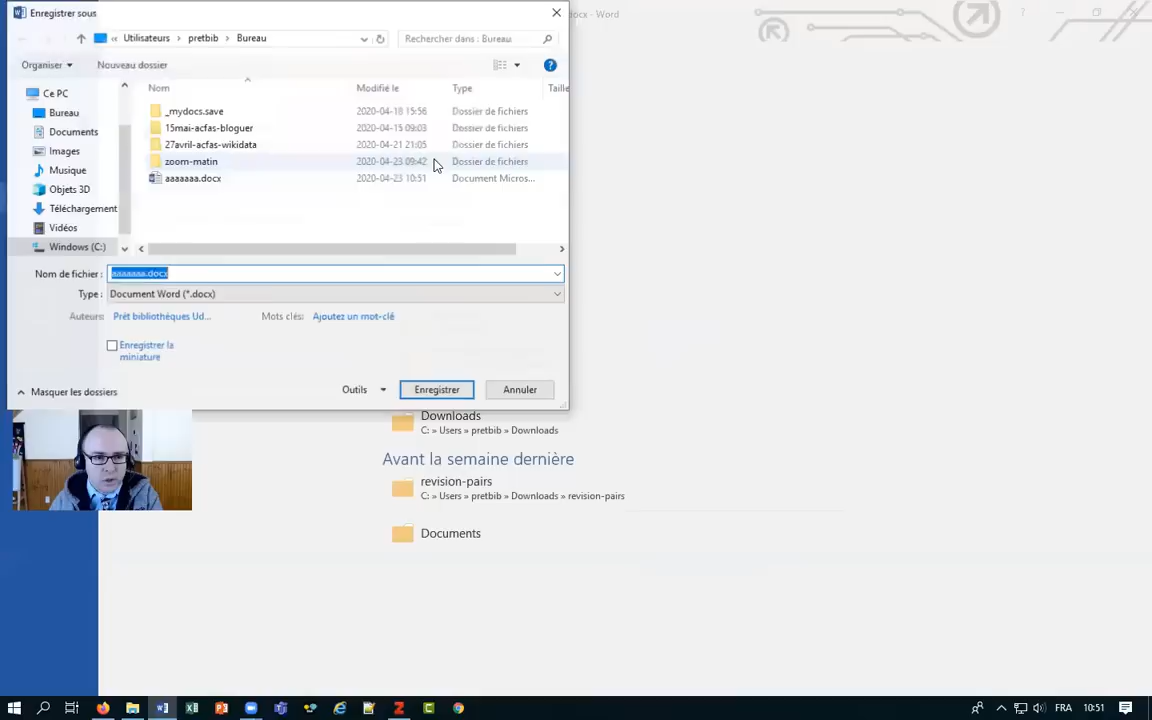 Enregistrer sous
docx - Word
« Utilisateurs > pretbib > Bureau
Rechercher dans : Bureau
Organiser
Nouveau dossier
Nom
Modifié le
Type
Taille
Ce PC
Bureau
Documents
Images
Musique
Objets 3D
Téléchargement
Vidéos
Windows (C:)
_mydocs.save 2020-04-18 15:56 Dossier de fichiers
15mai-acfas-bloguer 2020-04-15 09:03 Dossier de fichiers
27avril-acfas-wikidata 2020-04-21 21:05 Dossier de fichiers
zoom-matin 2020-04-23 09:42 Dossier de fichiers
aaaaaaa.docx 2020-04-23 10:51 Document Micros...
Nom de fichier : aaaaaaa.docx
Type : Document Word (*.docx)
Auteurs : Prêt bibliothèques Ud...
Mots clés : Ajoutez un mot-clé
Enregistrer la
miniature
Masquer les dossiers
Outils
Enregistrer
Annuler
Downloads
C: » Users » pretbib » Downloads
Avant la semaine dernière
revision-pairs
C: » Users » pretbib » Downloads » revision-pairs
Documents
FRA
10:51